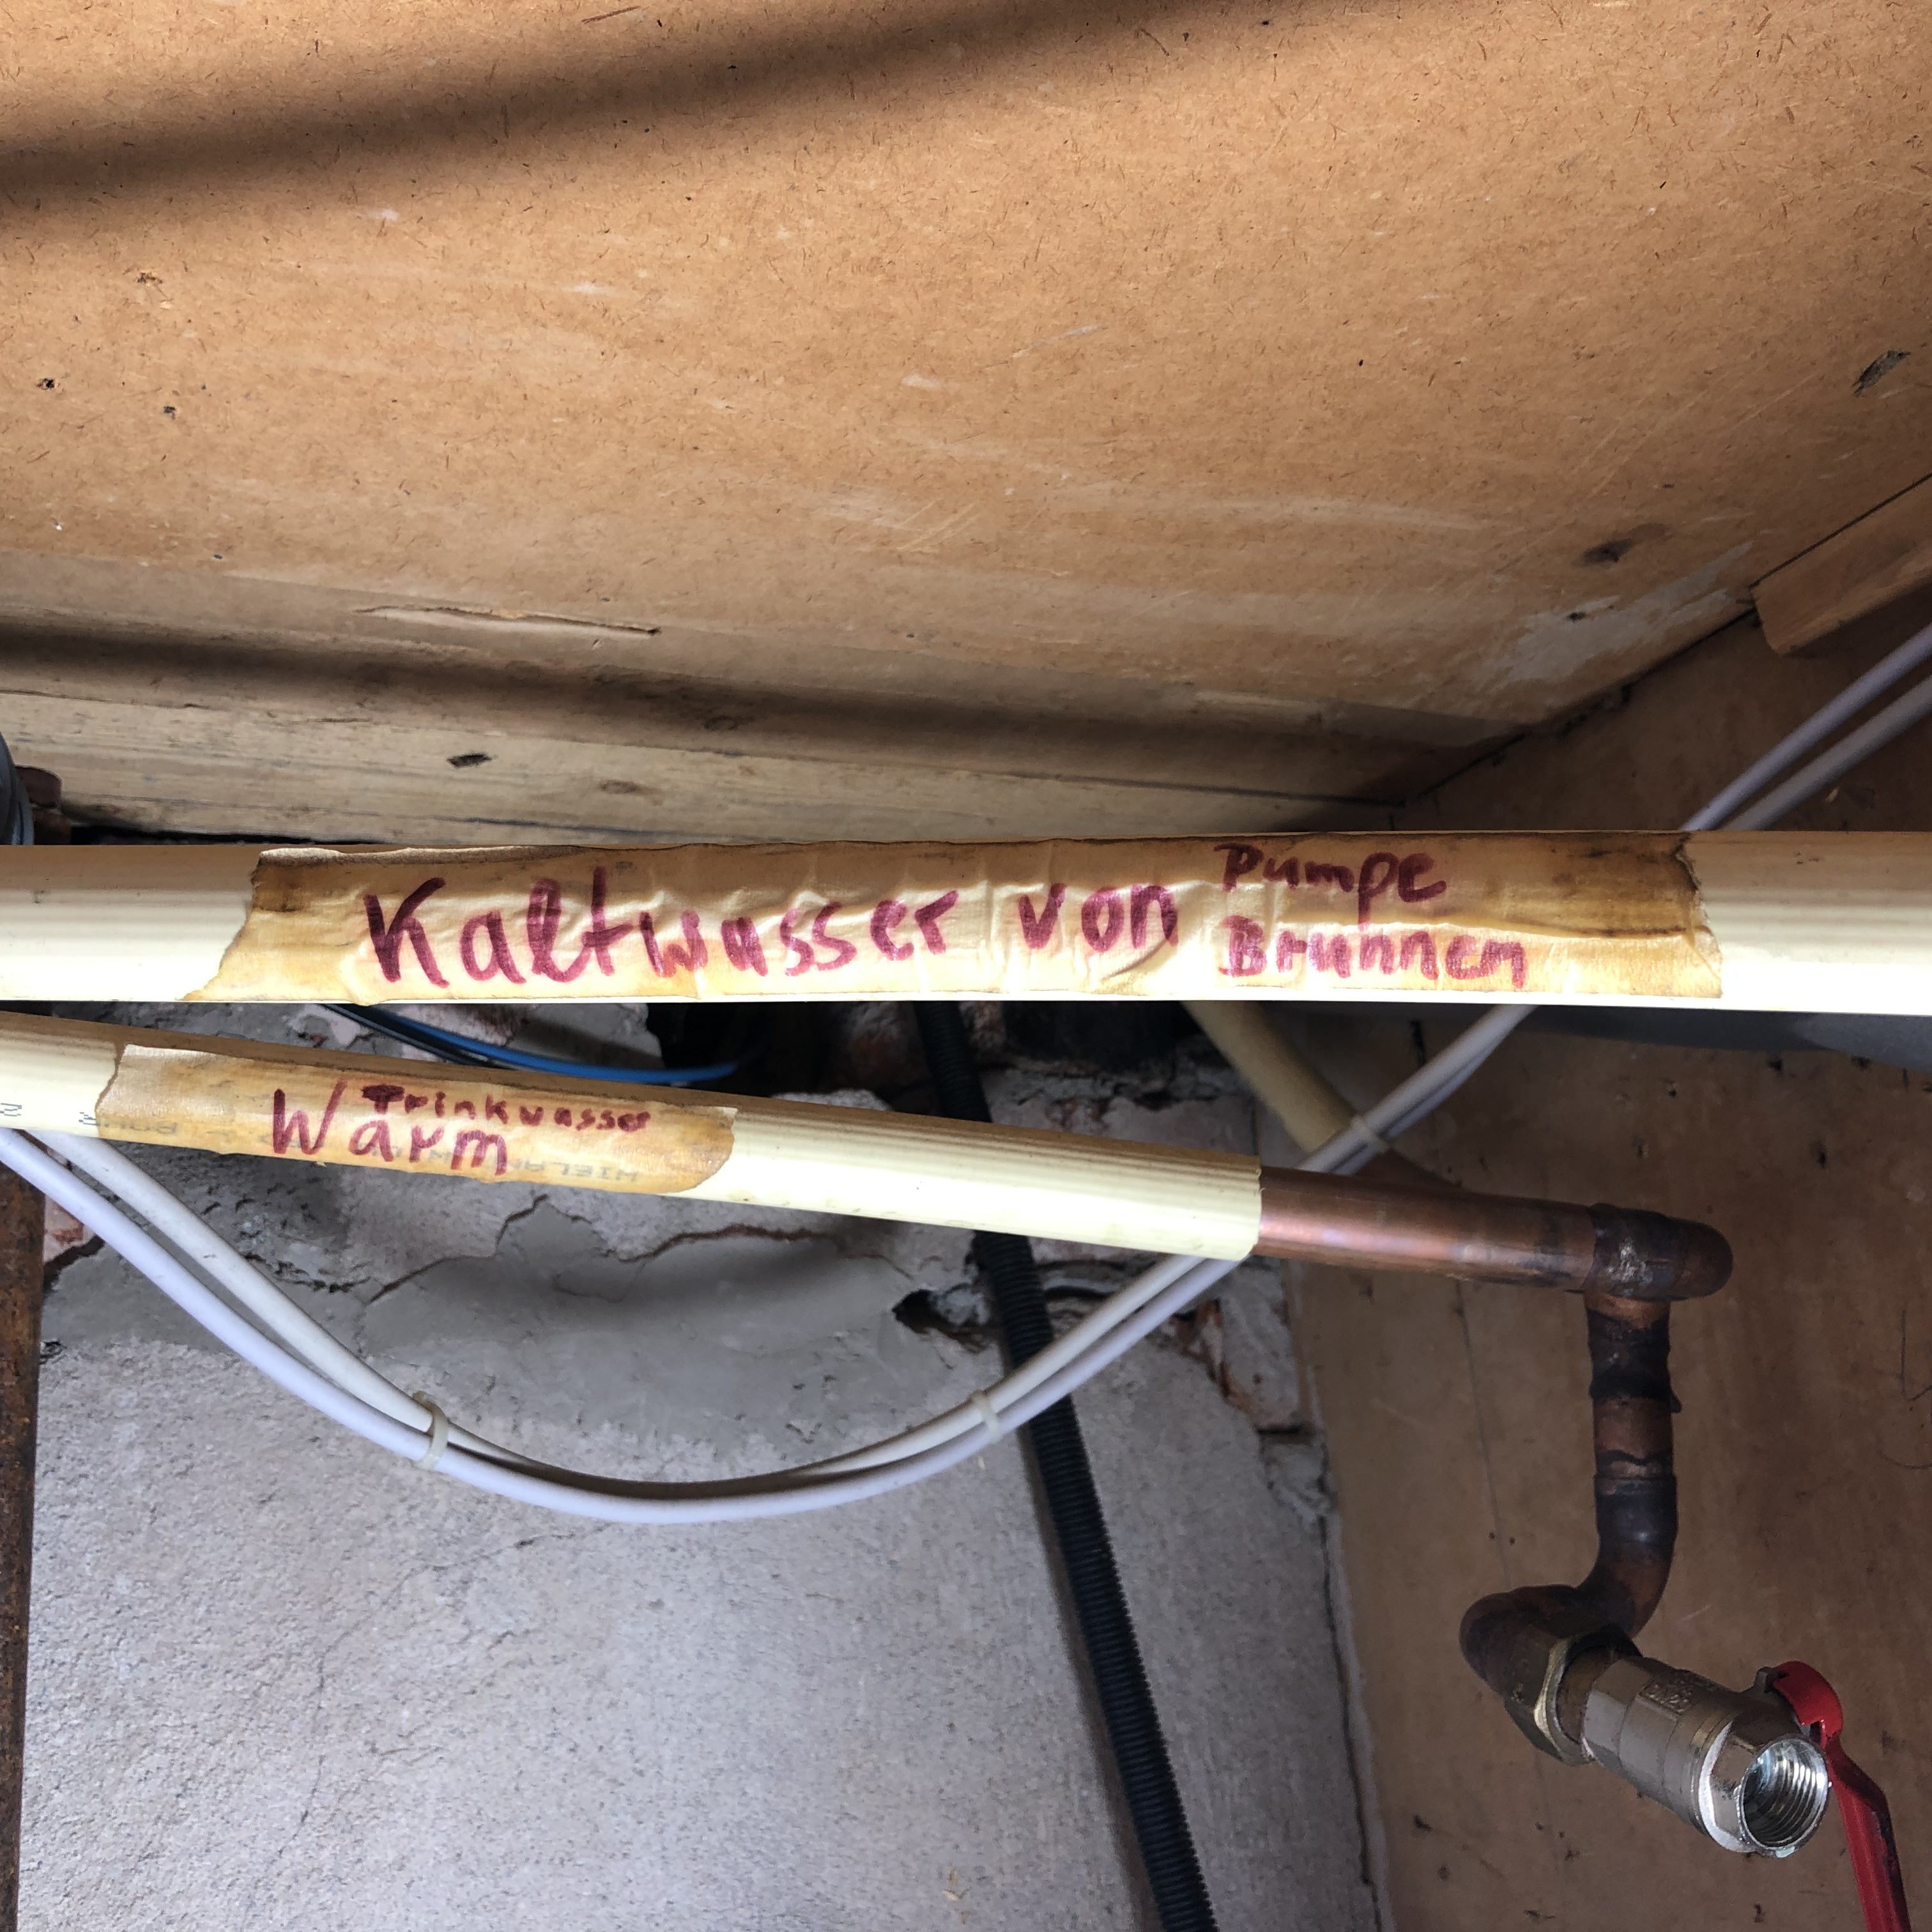 Kaltwasser von Pumpe
Brunnen
Trinkwasser
Warm